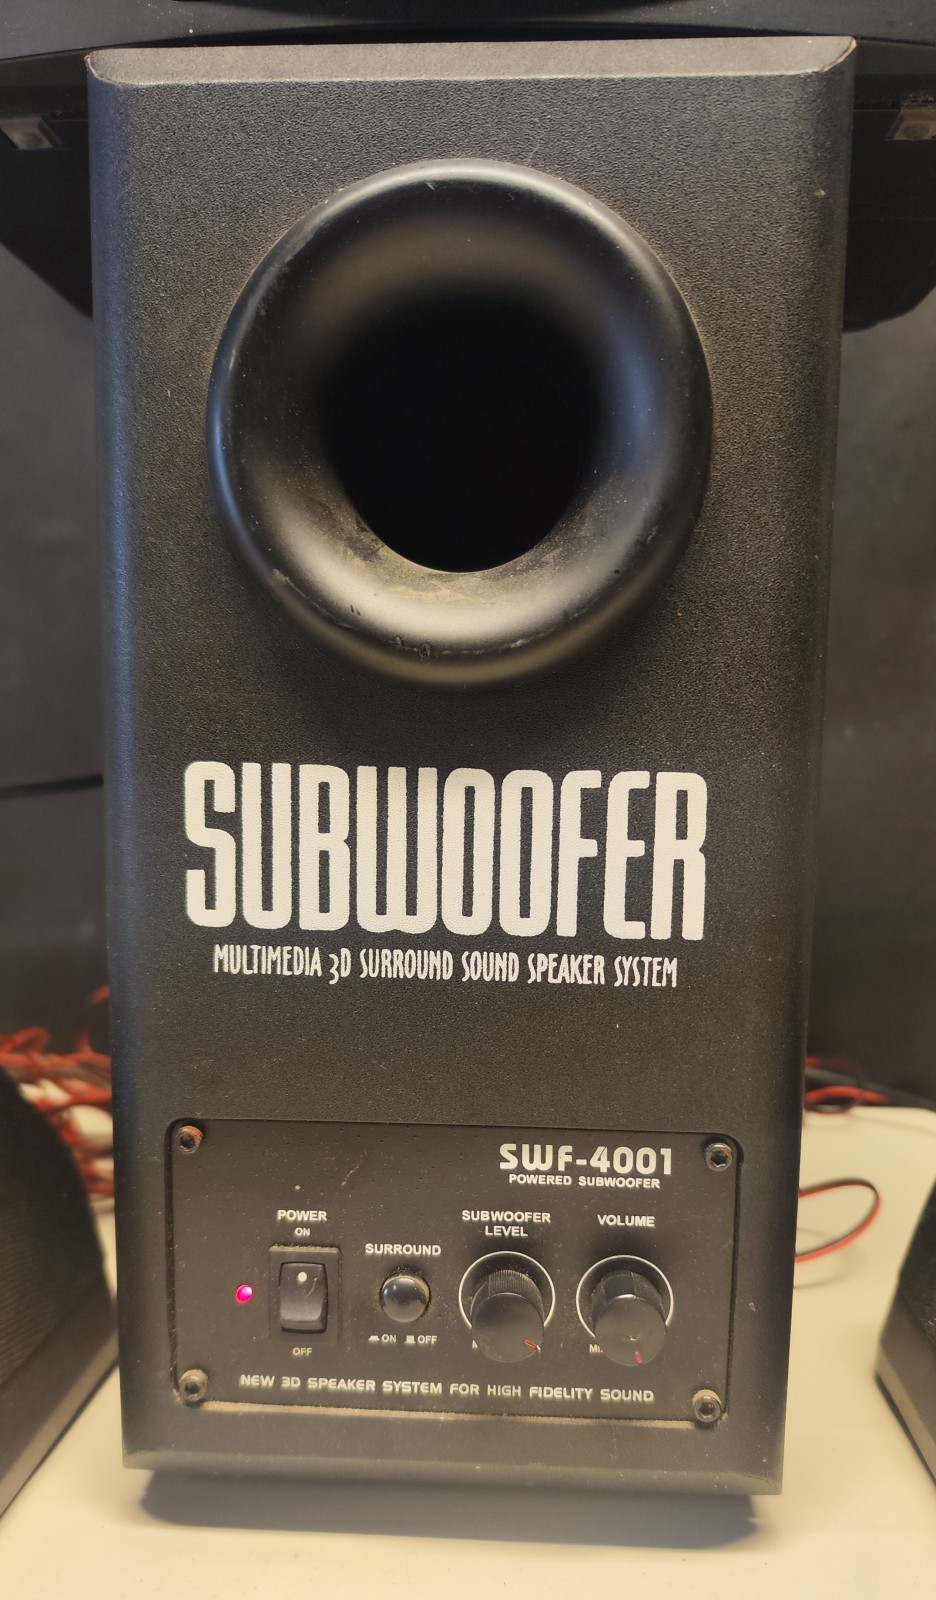 SUBWOOFER
MULTIMEDIA 3D SURROUND SOUND SPEAKER SYSTEM
SWF-4001
POWERED SUBWOOFER
POWER
ON
SUBWOOFER
LEVEL
VOLUME
SURROUND
ON OFF
OFF
NEW 3D SPEAKER SYSTEM FOR HIGH FIDELITY SOUND